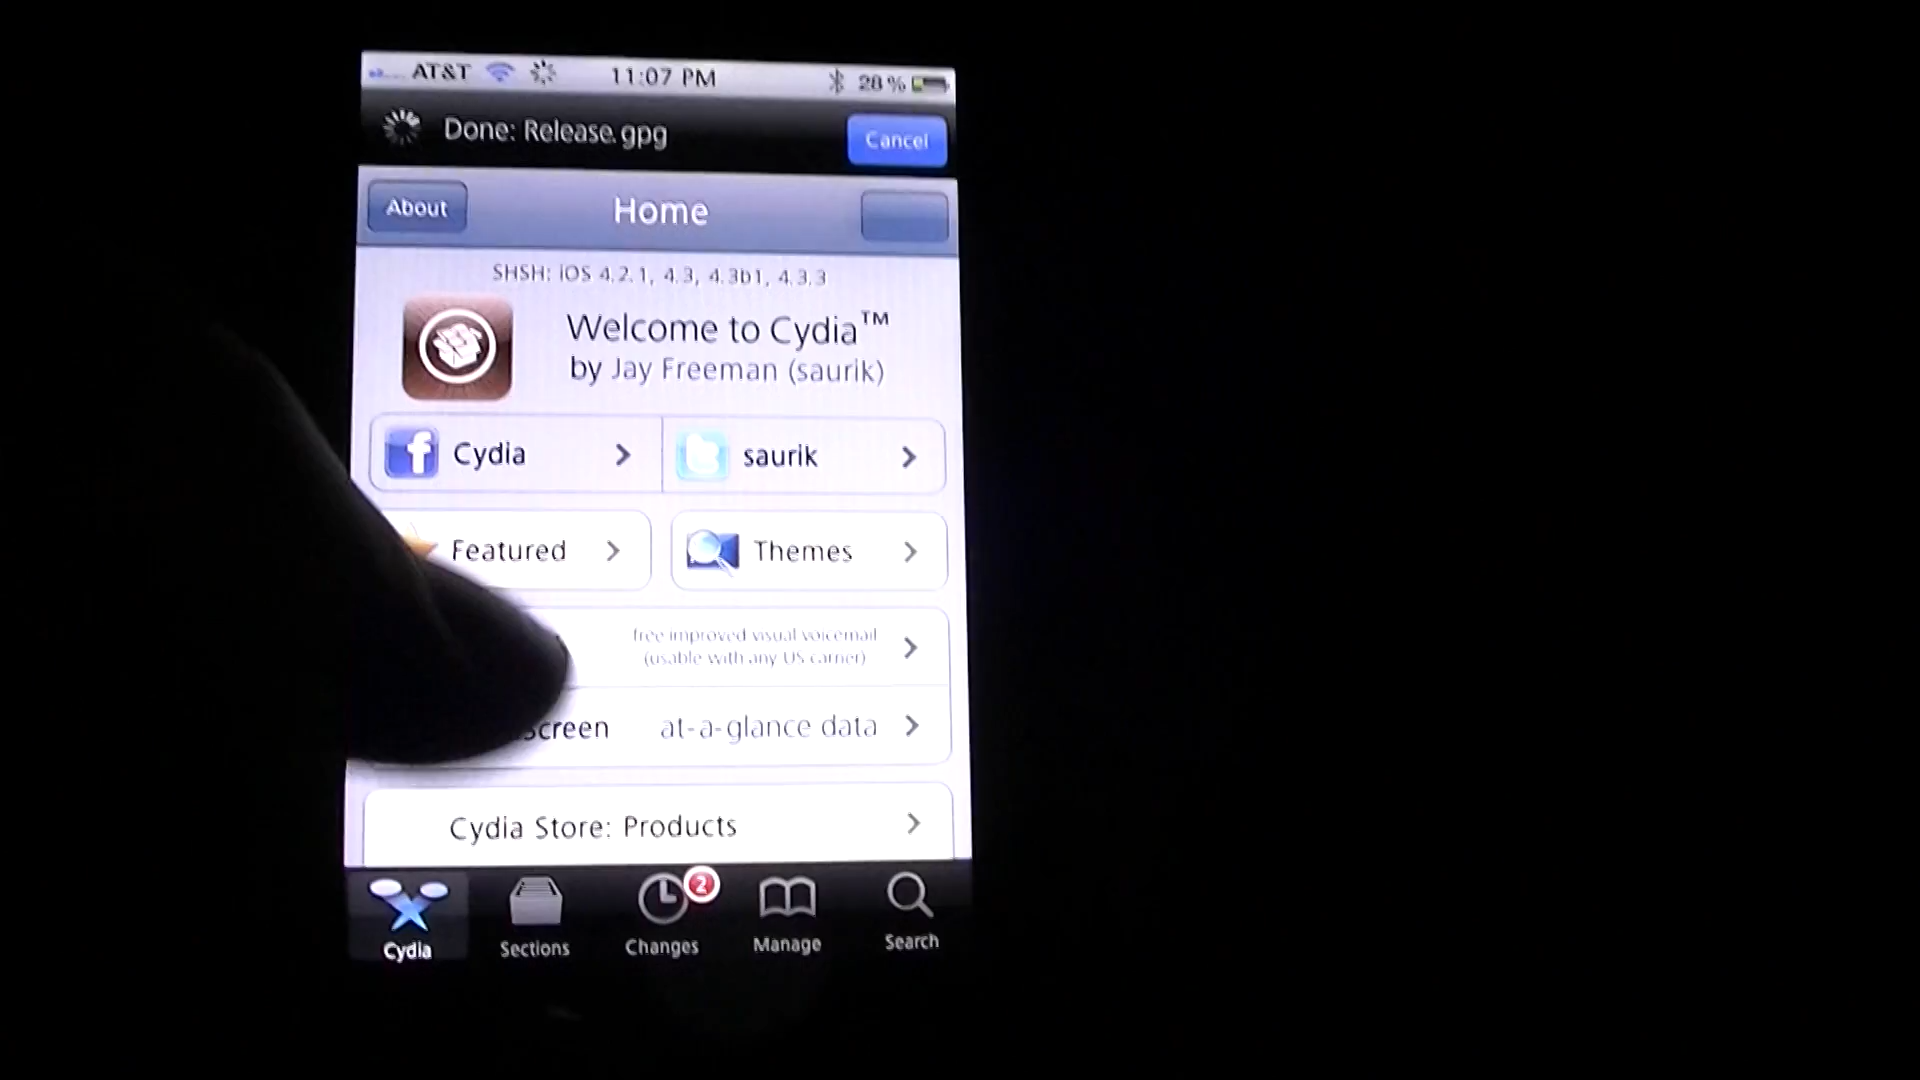 AT&T 11:07 PM 28%
Done: Release.gpg Cancel
About Home
SHSH: iOS 4.2.1, 4.3, 4.3b1, 4.3.3
Welcome to Cydia™
by Jay Freeman (saurik)
f Cydia saurik
Featured Themes
free improved visual voicemail
(usable with any US carrier)
Screen at-a-glance data
Cydia Store: Products
2
Cydia Sections Changes Manage Search